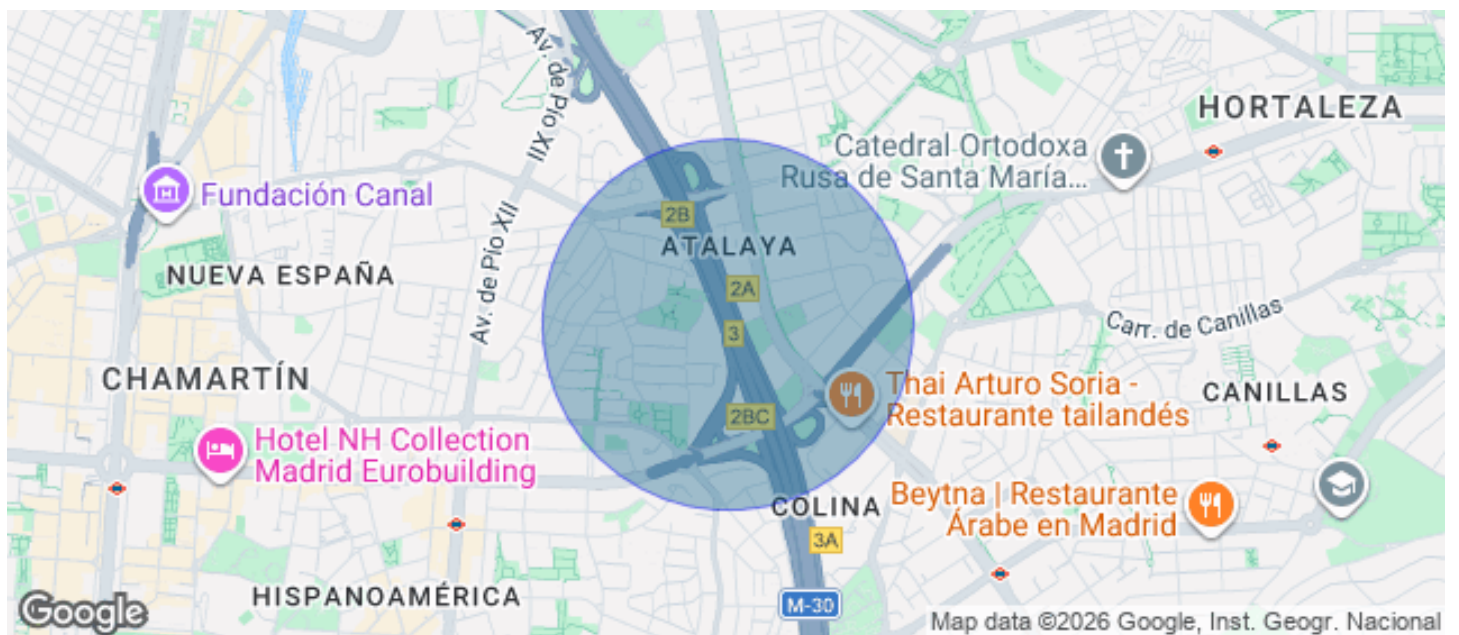 Av. de Pío XII
HORTALEZA
Catedral Ortodoxa
Rusa de Santa María...
Fundación Canal
2B
ATALAYA
Av. de Pío XII
NUEVA ESPAÑA
2A
3
Carr. de Canillas
CHAMARTÍN
Thai Arturo Soria -
Restaurante tailandés
CANILLAS
2BC
Hotel NH Collection
Madrid Eurobuilding
COLINA
Beytna | Restaurante
Árabe en Madrid
3A
HISPANOAMÉRICA
M-30
Google
Map data ©2026 Google, Inst. Geogr. Nacional